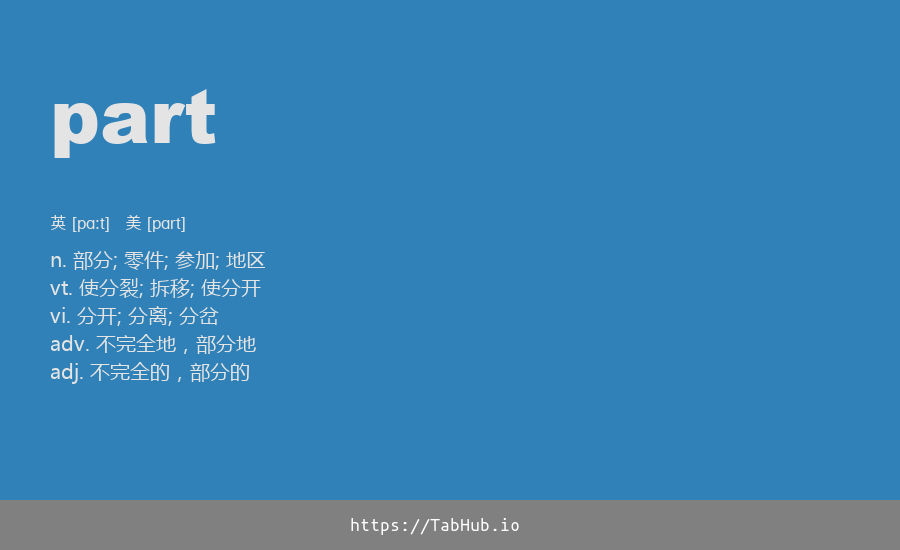 part
英 [pɑːt] 美 [pɑrt]
n. 部分; 零件; 参加; 地区
vt. 使分裂; 拆移; 使分开
vi. 分开; 分离; 分岔
adv. 不完全地，部分地
adj. 不完全的，部分的
https://TabHub.io